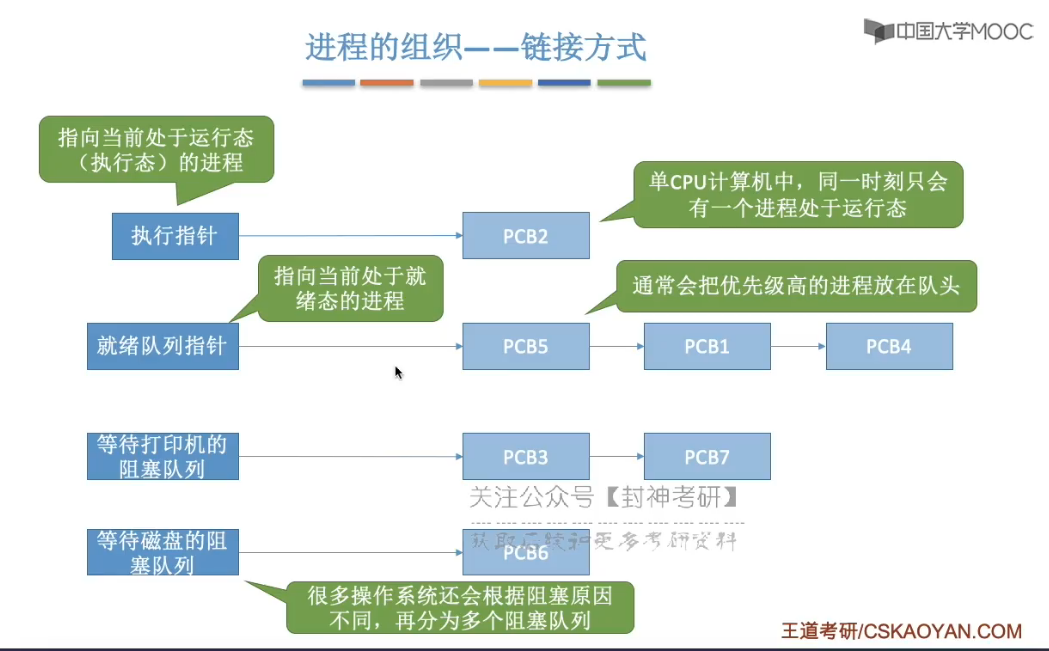 进程的组织——链接方式
中国大学MOOC
指向当前处于运行态
（执行态）的进程
单CPU计算机中，同一时刻只会
有一个进程处于运行态
执行指针
PCB2
指向当前处于就
绪态的进程
通常会把优先级高的进程放在队头
就绪队列指针
PCB5
PCB1
PCB4
等待打印机的
阻塞队列
PCB3
PCB7
关注公众号【封神考研】
等待磁盘的阻
塞队列
PCB6
很多操作系统还会根据阻塞原因
不同，再分为多个阻塞队列
王道考研/CSKAOYAN.COM